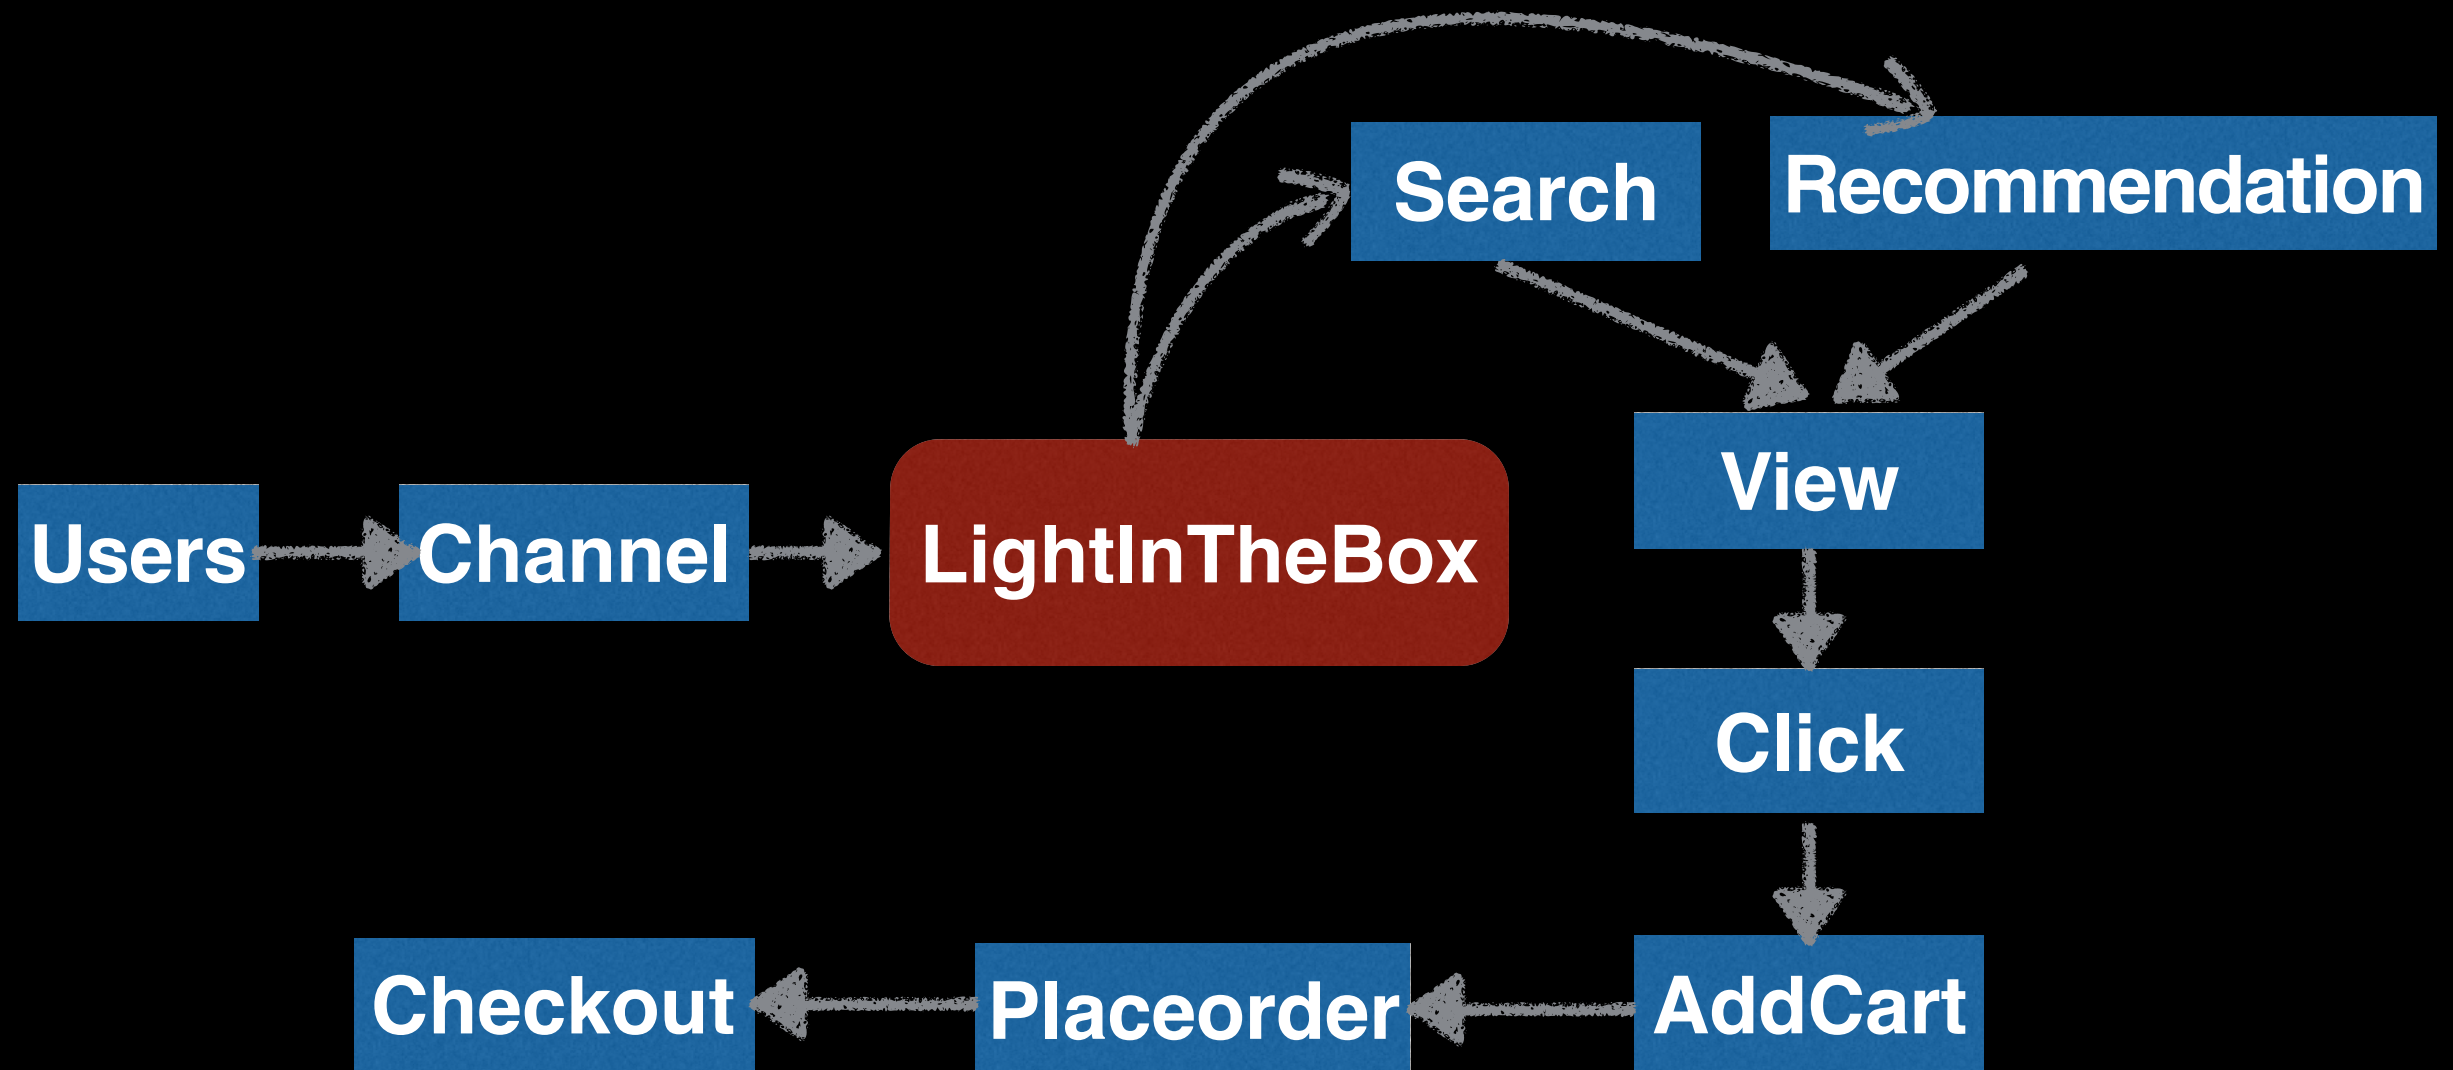 Search
Recommendation
View
Users
Channel
LightInTheBox
Click
Checkout
Placeorder
AddCart